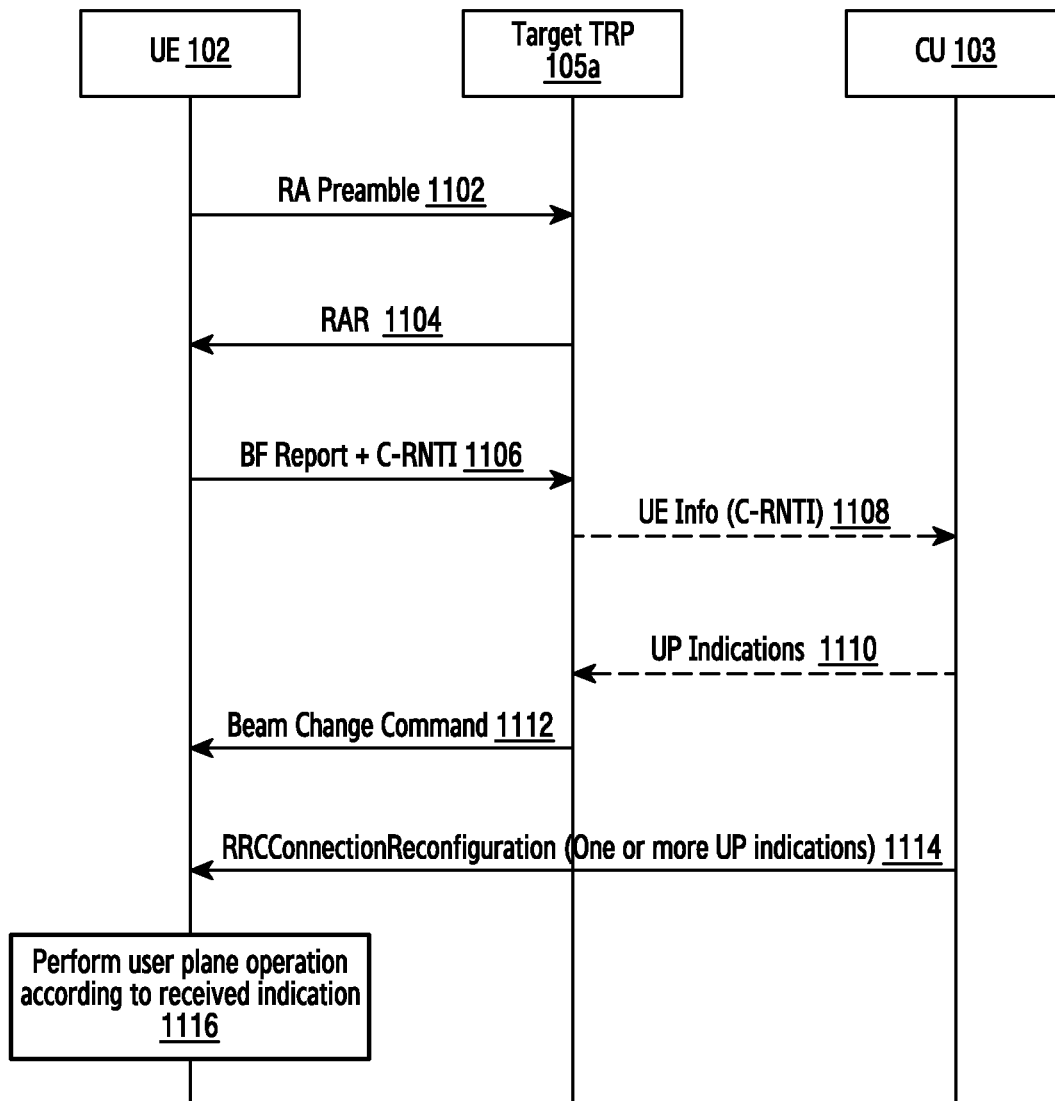 UE 102
Target TRP
105a
CU 103
RA Preamble 1102
RAR 1104
BF Report + C-RNTI 1106
UE Info (C-RNTI) 1108
UP Indications 1110
Beam Change Command 1112
RRCConnectionReconfiguration (One or more UP indications) 1114
Perform user plane operation
according to received indication
1116